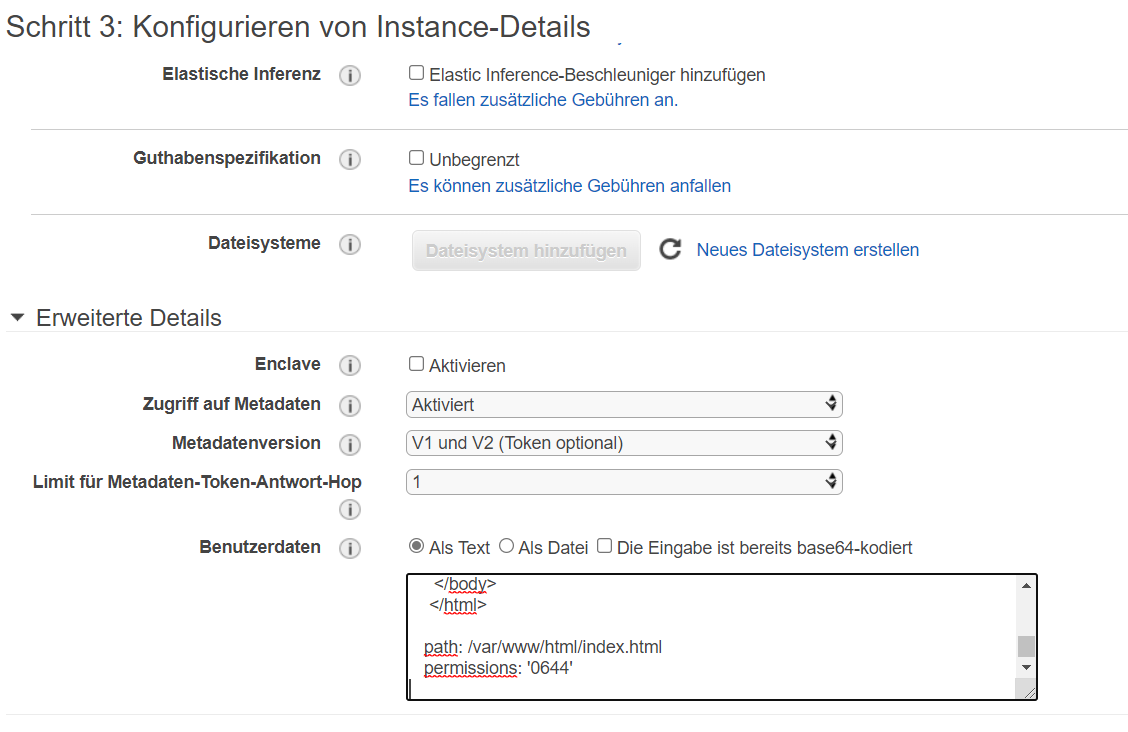 Schritt 3: Konfigurieren von Instance-Details
Elastische Inferenz i Elastic Inference-Beschleuniger hinzufügen
Es fallen zusätzliche Gebühren an.
Guthabenspezifikation i Unbegrenzt
Es können zusätzliche Gebühren anfallen
Dateisysteme i Dateisystem hinzufügen Neues Dateisystem erstellen
Erweiterte Details
Enclave i Aktivieren
Zugriff auf Metadaten i Aktiviert
Metadatenversion i V1 und V2 (Token optional)
Limit für Metadaten-Token-Antwort-Hop 1
i
Benutzerdaten i Als Text Als Datei Die Eingabe ist bereits base64-kodiert
</body>
</html>
path: /var/www/html/index.html
permissions: '0644'